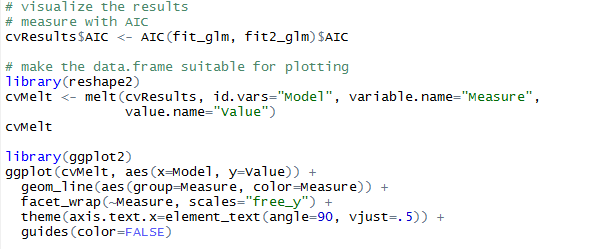 # visualize the results
# measure with AIC
cvResults$AIC <- AIC(fit_glm, fit2_glm)$AIC

# make the data.frame suitable for plotting
library(reshape2)
cvMelt <- melt(cvResults, id.vars="Model", variable.name="Measure",
               value.name="Value")
cvMelt

library(ggplot2)
ggplot(cvMelt, aes(x=Model, y=Value)) +
  geom_line(aes(group=Measure, color=Measure)) +
  facet_wrap(~Measure, scales="free_y") +
  theme(axis.text.x=element_text(angle=90, vjust=.5)) +
  guides(color=FALSE)